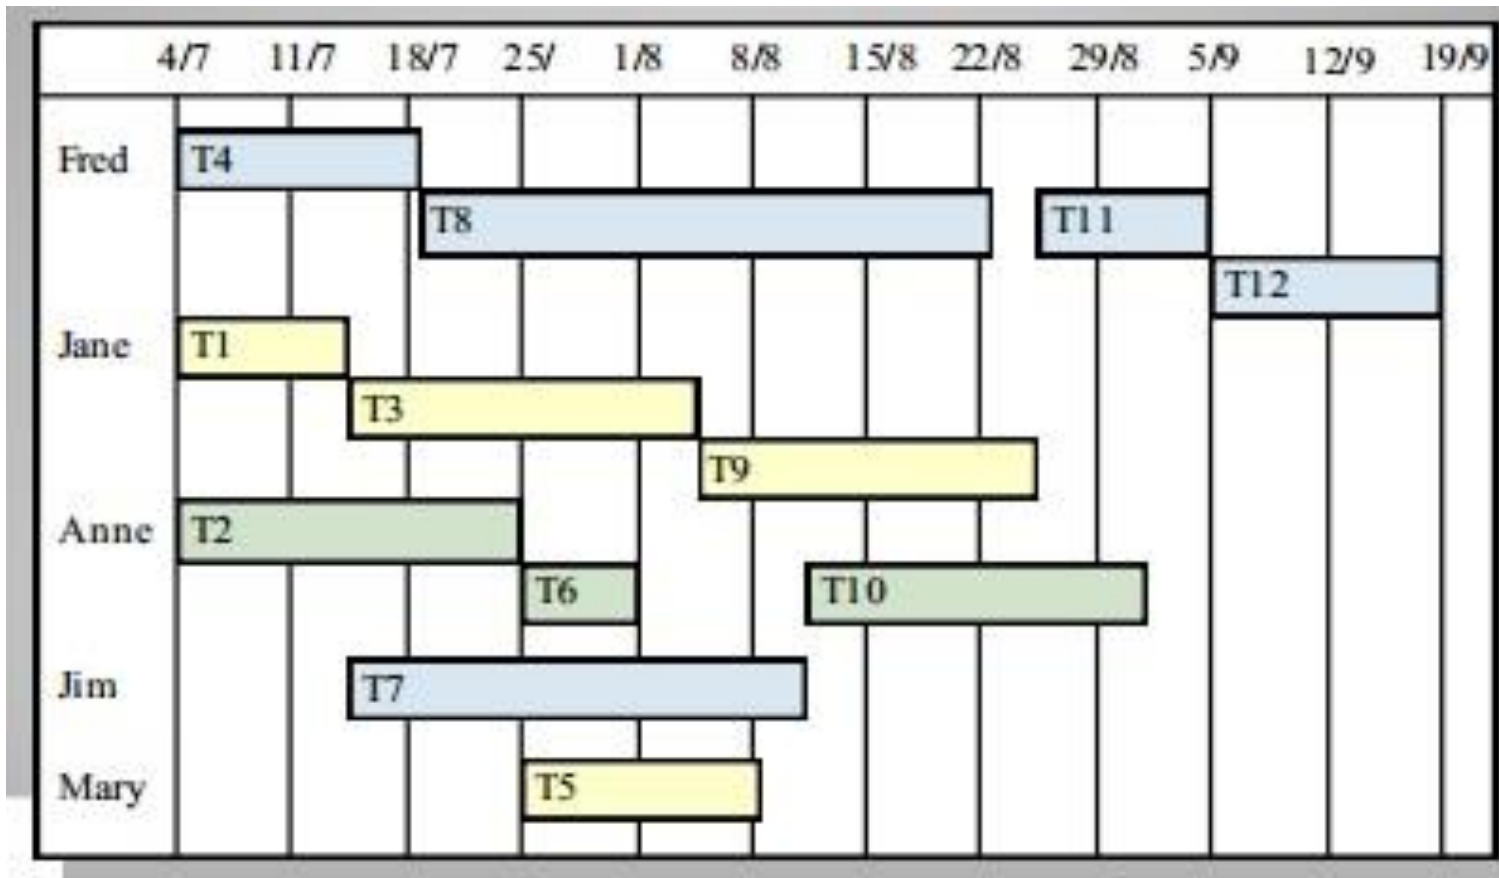 4/7 11/7 18/7 25/ 1/8 8/8 15/8 22/8 29/8 5/9 12/9 19/9
Fred T4
T8 T11
T12
Jane T1
T3
T9
Anne T2
T6 T10
Jim T7
Mary T5